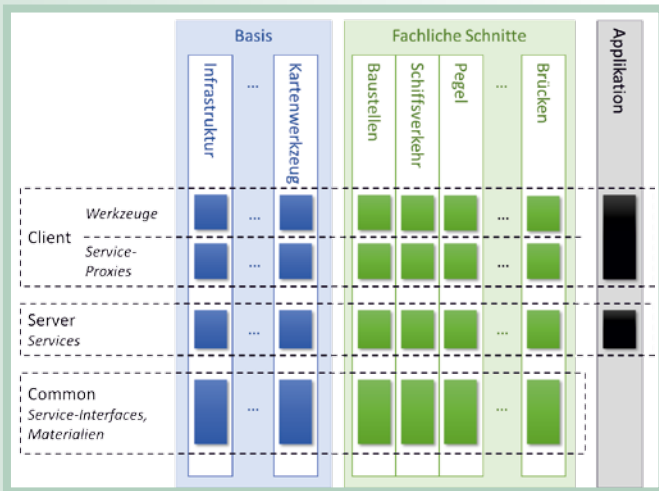 Basis
Fachliche Schnitte
Applikation
Infrastruktur
...
Kartenwerkzeug
Baustellen
Schiffsverkehr
Pegel
...
Brücken
Client
Werkzeuge
...
...
Service-
Proxies
...
...
Server
Services
...
...
Common
Service-Interfaces,
Materialien
...
...